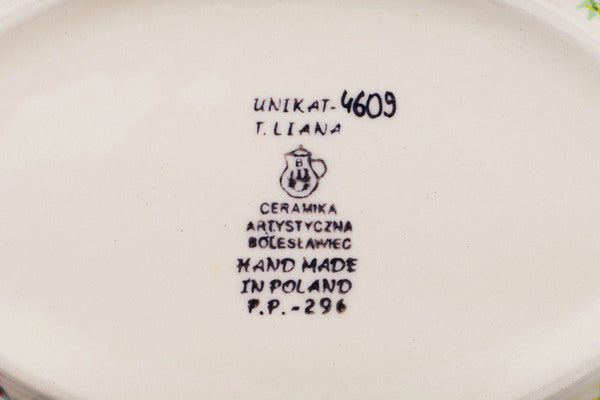 UNIKAT-4609
T. LIANA
B
CERAMIKA
ARTYSTYCZNA
BOLESŁAWIEC
HAND MADE
IN POLAND
P.P.-296